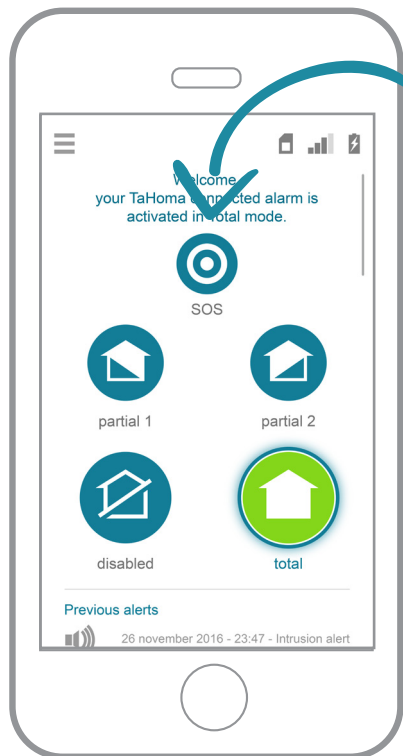 Welcome,
your TaHoma connected alarm is
activated in total mode.
SOS
partial 1
partial 2
disabled
total
Previous alerts
26 november 2016 - 23:47 - Intrusion alert